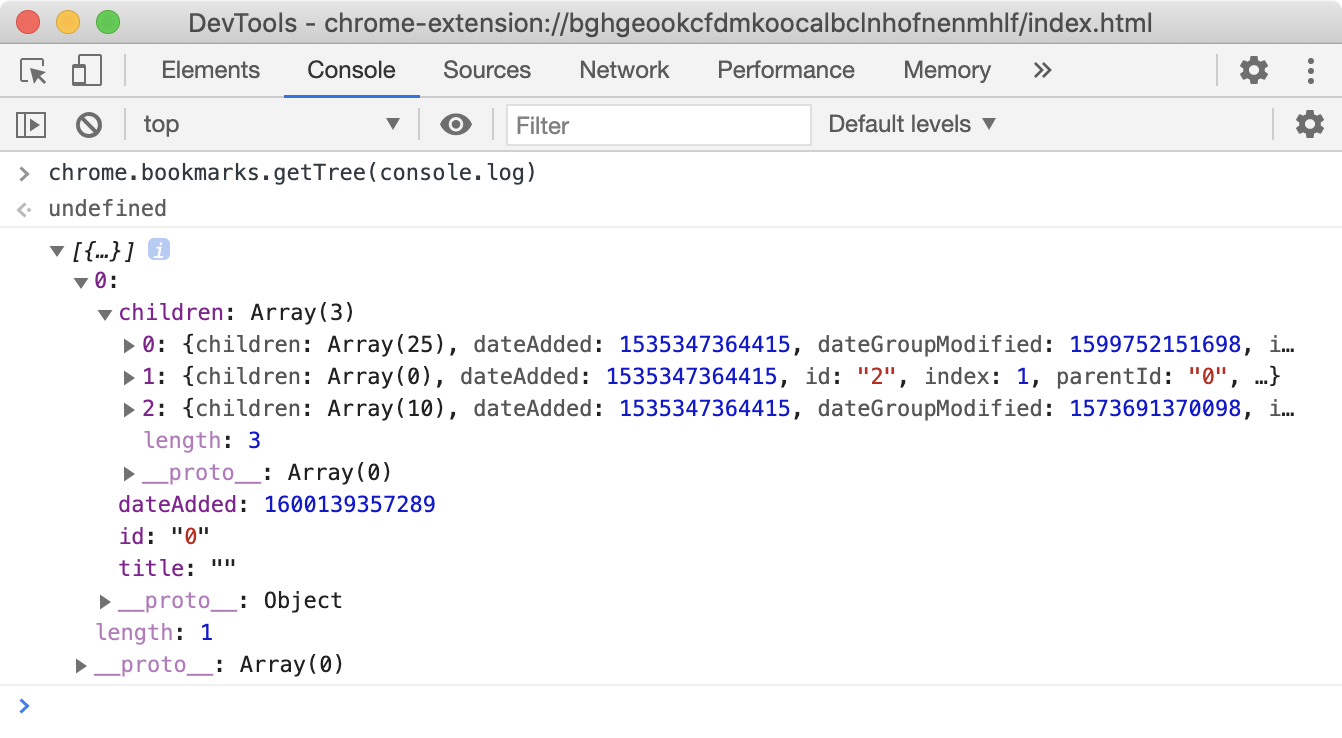 DevTools - chrome-extension://bghgeookcfdmkoocalbclnhofnenmhlf/index.html
Elements Console Sources Network Performance Memory »
top ▼ Filter Default levels ▼
> chrome.bookmarks.getTree(console.log)
undefined
▼ [{…}] i
▼ 0:
▼ children: Array(3)
▶ 0: {children: Array(25), dateAdded: 1535347364415, dateGroupModified: 1599752151698, i…
▶ 1: {children: Array(0), dateAdded: 1535347364415, id: "2", index: 1, parentId: "0", …}
▶ 2: {children: Array(10), dateAdded: 1535347364415, dateGroupModified: 1573691370098, i…
length: 3
▶ __proto__: Array(0)
dateAdded: 1600139357289
id: "0"
title: ""
▶ __proto__: Object
length: 1
▶ __proto__: Array(0)
>